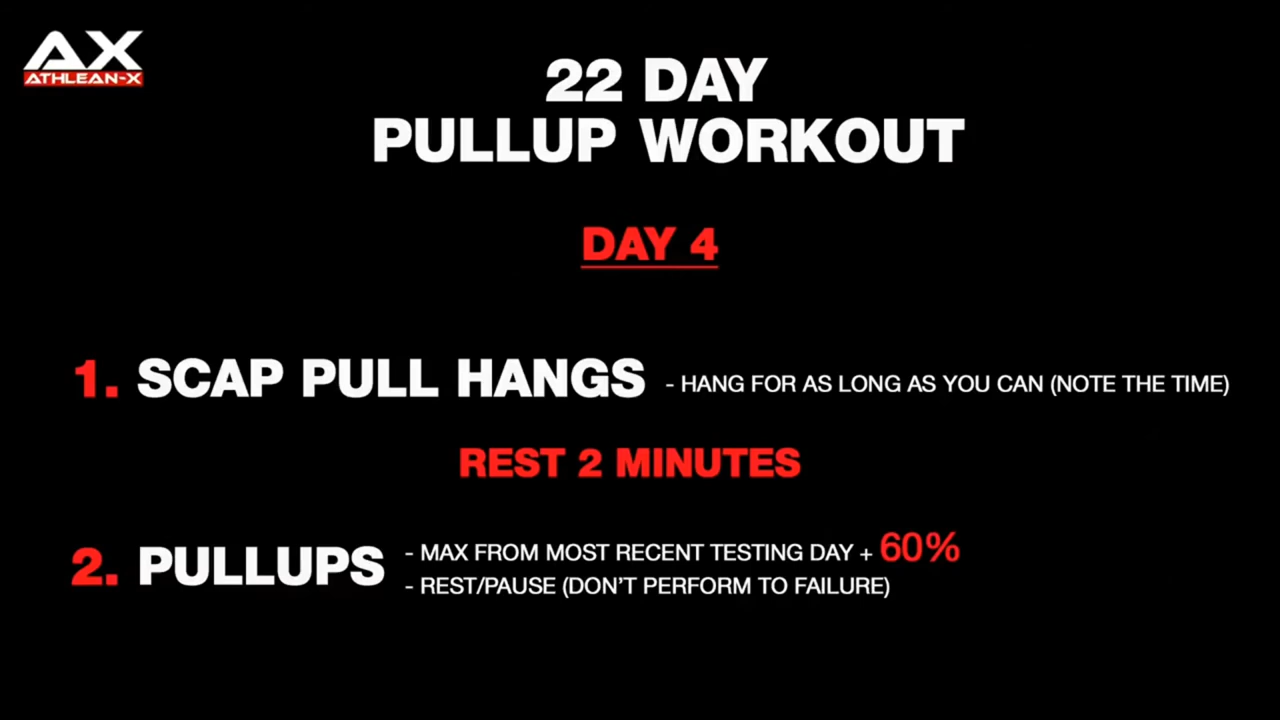 AX
ATHLEAN-X
22 DAY
PULLUP WORKOUT
DAY 4
1. SCAP PULL HANGS - HANG FOR AS LONG AS YOU CAN (NOTE THE TIME)
REST 2 MINUTES
2. PULLUPS - MAX FROM MOST RECENT TESTING DAY + 60%
- REST/PAUSE (DON'T PERFORM TO FAILURE)